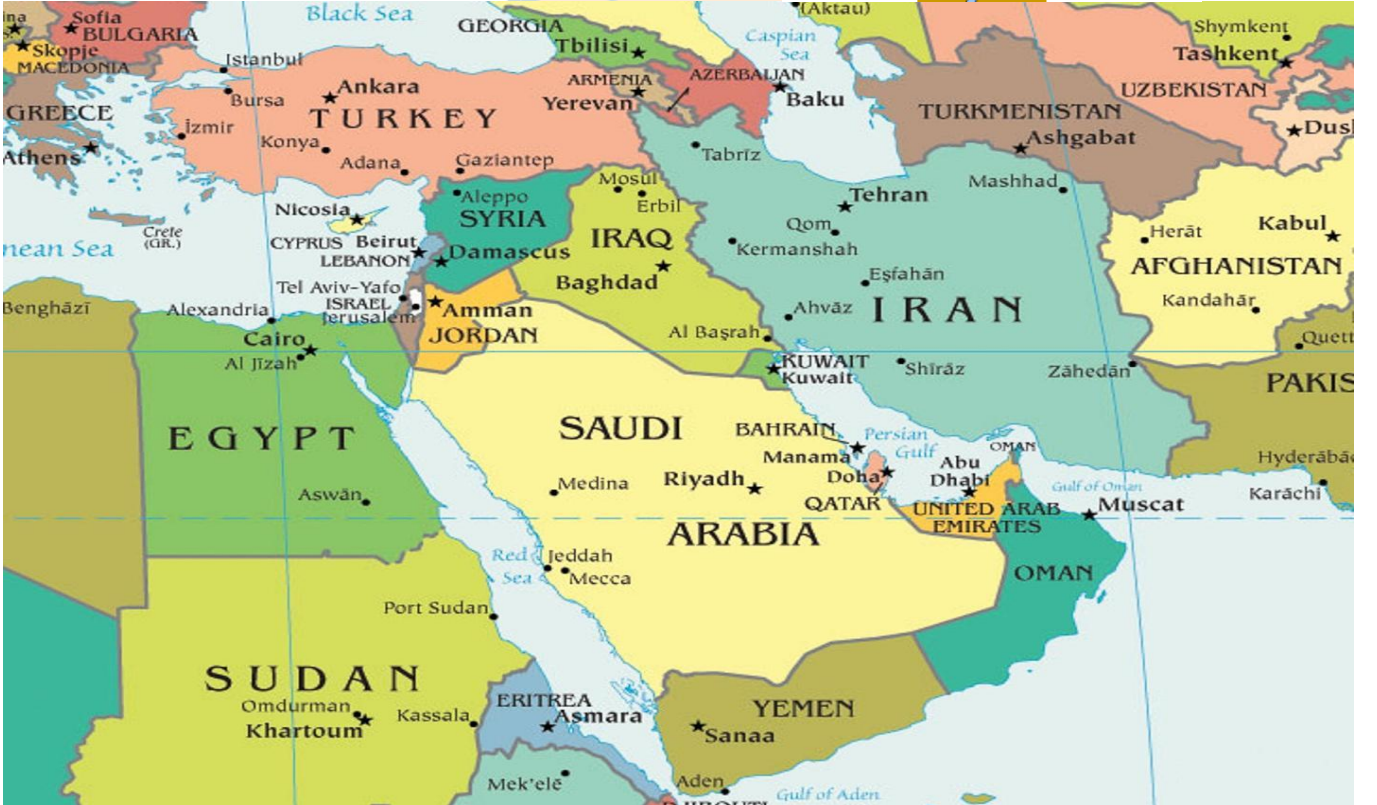 Black Sea
(Aktau)
Sofia
BULGARIA
Skopje
MACEDONIA
GREECE
Athens
Istanbul
Bursa
İzmir
Ankara
TURKEY
Konya
Adana
Gaziantep
GEORGIA
Tbilisi
ARMENIA
Yerevan
AZERBAIJAN
Baku
Caspian
Sea
Shymkent
Tashkent
UZBEKISTAN
TURKMENISTAN
Ashgabat
Crete
(GR.)
Nicosia
CYPRUS
Beirut
LEBANON
Aleppo
SYRIA
Damascus
Mosul
Erbil
IRAQ
Baghdad
Al Başrah
Tabrīz
Tehran
Mashhad
Qom
Kermanshah
Eşfahān
IRAN
Ahvāz
Shīrāz
Zāhedān
Herāt
Kabul
AFGHANISTAN
Kandahār
Benghāzī
Alexandria
Cairo
Al Jīzah
EGYPT
Aswān
Tel Aviv-Yafo
ISRAEL
Jerusalem
Amman
JORDAN
KUWAIT
Kuwait
SAUDI
ARABIA
Medina
Riyadh
Jeddah
Mecca
Red
Sea
BAHRAIN
Manama
Persian
Gulf
Doha
QATAR
Abu
Dhabi
OMAN
UNITED ARAB
EMIRATES
Gulf of Oman
Muscat
OMAN
Karāchi
Port Sudan
SUDAN
Omdurman
Khartoum
Kassala
ERITREA
Asmara
Mek'elē
YEMEN
Sanaa
Aden
Gulf of Aden